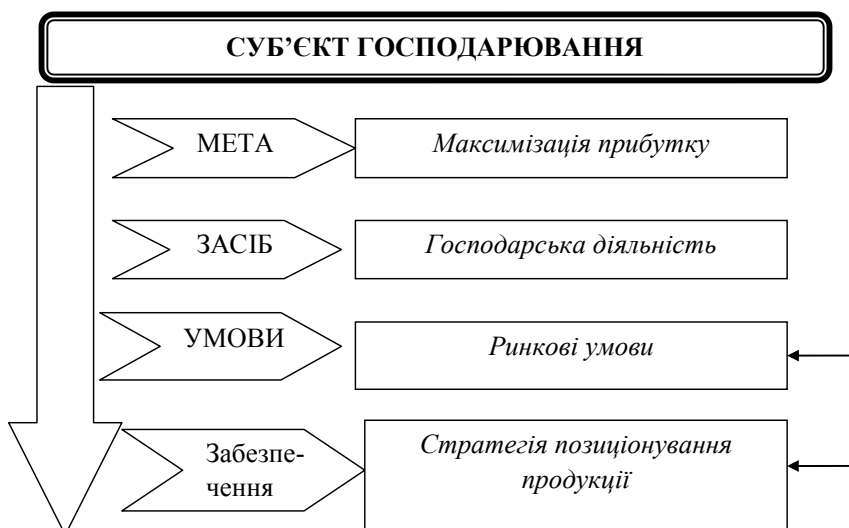 СУБ’ЄКТ ГОСПОДАРЮВАННЯ
МЕТА
Максимізація прибутку
ЗАСІБ
Господарська діяльність
УМОВИ
Ринкові умови
Забезпе-
чення
Стратегія позиціонування
продукції